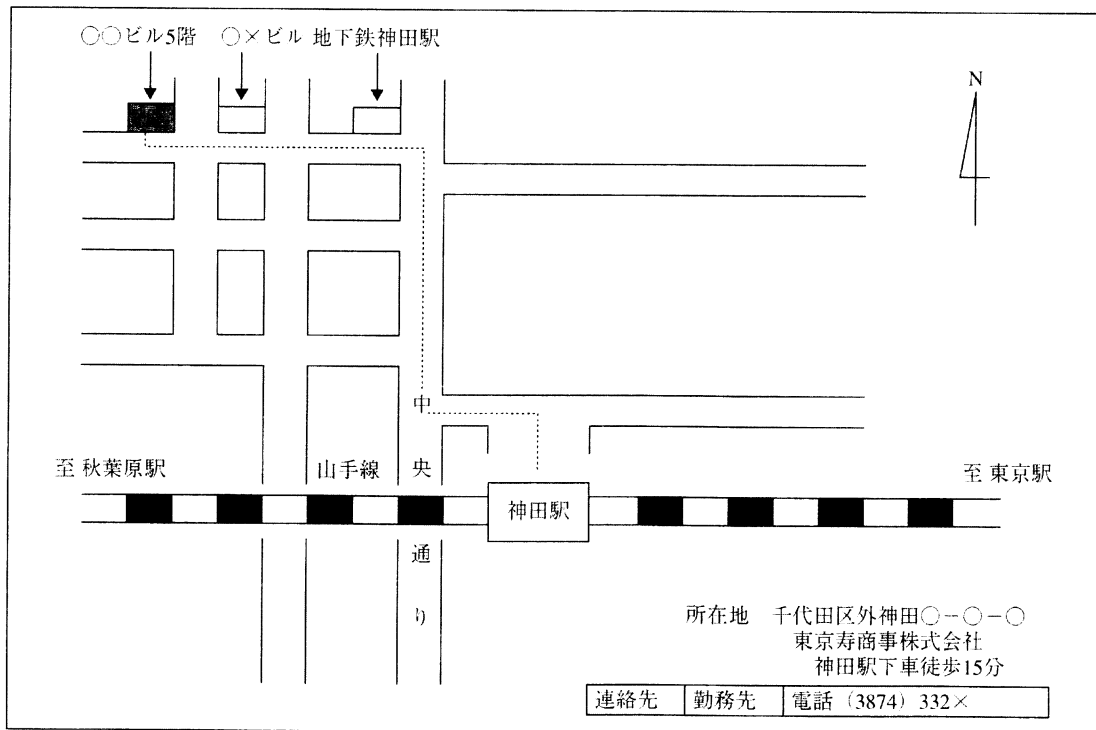 ○○ビル5階 ○×ビル 地下鉄神田駅
N
中央通り
至 秋葉原駅
山手線
神田駅
至 東京駅
所在地 千代田区外神田○−○−○
東京寿商事株式会社
神田駅下車徒歩15分
連絡先 勤務先 電話 (3874) 332×